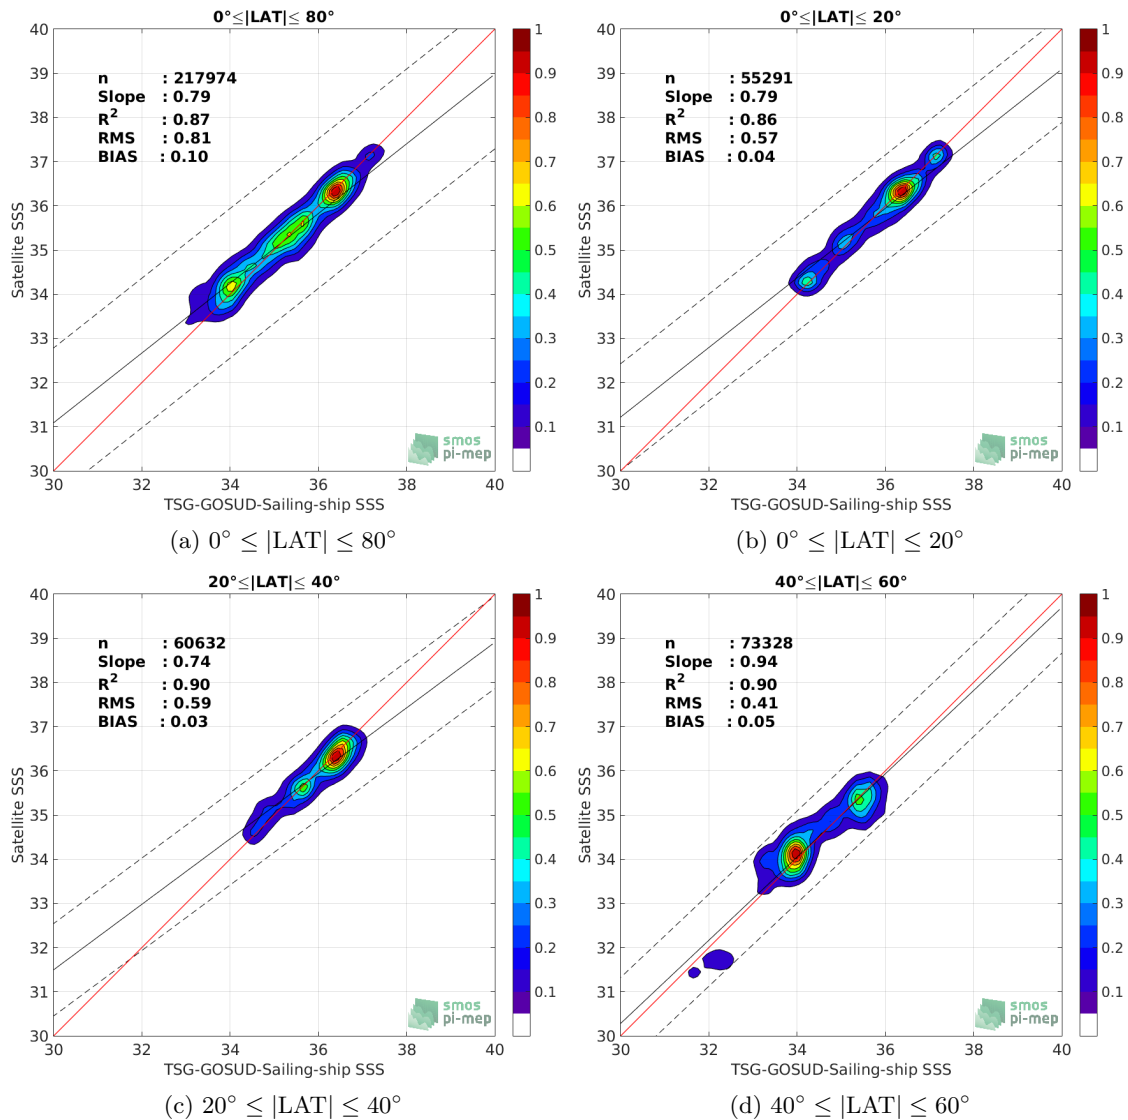 0°≤|LAT|≤ 80°
40
39
38
37
36
35
34
33
32
31
30
Satellite SSS
n : 217974
Slope : 0.79
R² : 0.87
RMS : 0.81
BIAS : 0.10
smos
pi-mep
30 32 34 36 38 40
TSG-GOSUD-Sailing-ship SSS
1
0.9
0.8
0.7
0.6
0.5
0.4
0.3
0.2
0.1
(a) 0° ≤ |LAT| ≤ 80°
0°≤|LAT|≤ 20°
40
39
38
37
36
35
34
33
32
31
30
Satellite SSS
n : 55291
Slope : 0.79
R² : 0.86
RMS : 0.57
BIAS : 0.04
smos
pi-mep
30 32 34 36 38 40
TSG-GOSUD-Sailing-ship SSS
1
0.9
0.8
0.7
0.6
0.5
0.4
0.3
0.2
0.1
(b) 0° ≤ |LAT| ≤ 20°
20°≤|LAT|≤ 40°
40
39
38
37
36
35
34
33
32
31
30
Satellite SSS
n : 60632
Slope : 0.74
R² : 0.90
RMS : 0.59
BIAS : 0.03
smos
pi-mep
30 32 34 36 38 40
TSG-GOSUD-Sailing-ship SSS
1
0.9
0.8
0.7
0.6
0.5
0.4
0.3
0.2
0.1
(c) 20° ≤ |LAT| ≤ 40°
40°≤|LAT|≤ 60°
40
39
38
37
36
35
34
33
32
31
30
Satellite SSS
n : 73328
Slope : 0.94
R² : 0.90
RMS : 0.41
BIAS : 0.05
smos
pi-mep
30 32 34 36 38 40
TSG-GOSUD-Sailing-ship SSS
1
0.9
0.8
0.7
0.6
0.5
0.4
0.3
0.2
0.1
(d) 40° ≤ |LAT| ≤ 60°